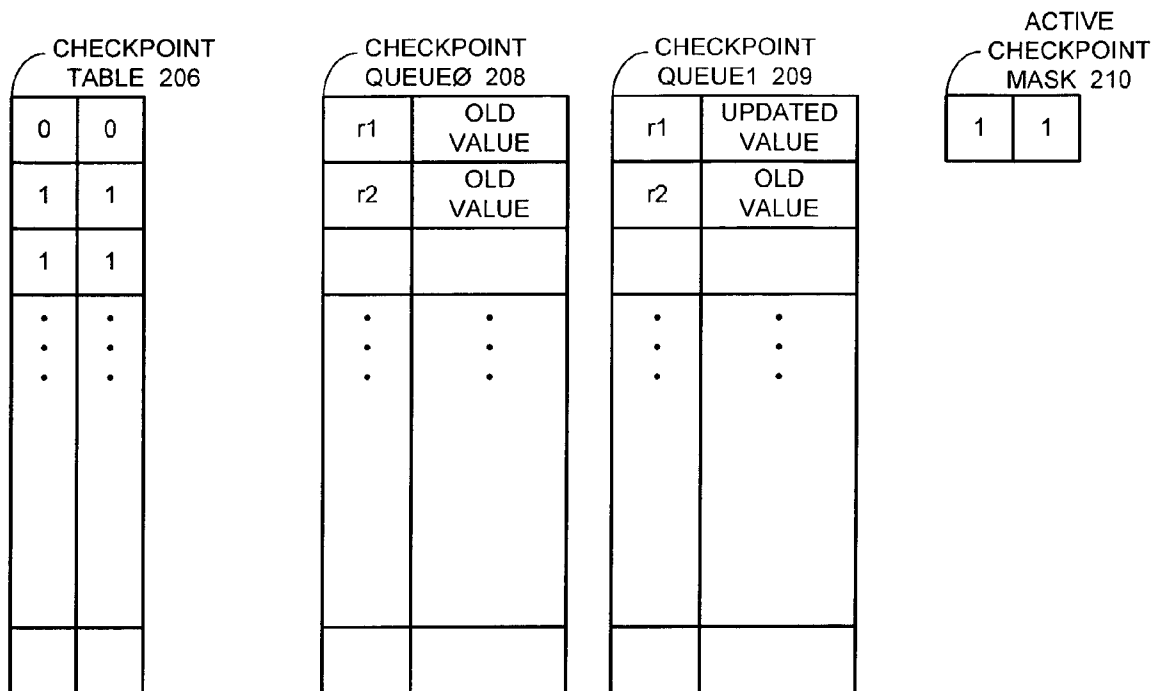 CHECKPOINT
TABLE 206
0 0
1 1
1 1
CHECKPOINT
QUEUEØ 208
r1 OLD
VALUE
r2 OLD
VALUE
CHECKPOINT
QUEUE1 209
r1 UPDATED
VALUE
r2 OLD
VALUE
ACTIVE
CHECKPOINT
MASK 210
1 1